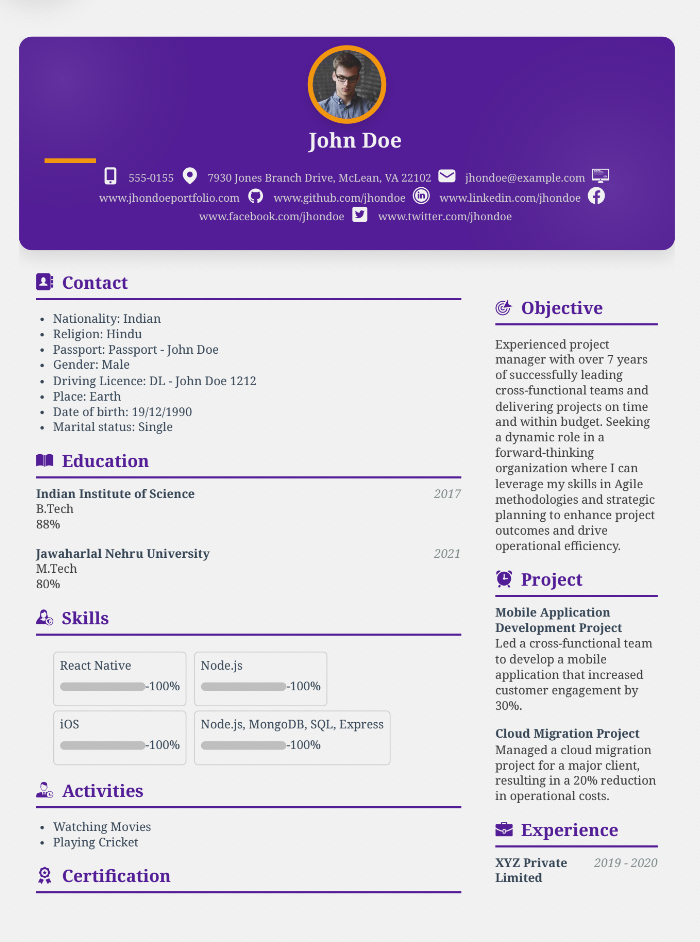 John Doe
555-0155 7930 Jones Branch Drive, McLean, VA 22102 jhondoe@example.com
www.jhondoeportfolio.com www.github.com/jhondoe www.linkedin.com/jhondoe
www.facebook.com/jhondoe www.twitter.com/jhondoe
Contact
• Nationality: Indian
• Religion: Hindu
• Passport: Passport - John Doe
• Gender: Male
• Driving Licence: DL - John Doe 1212
• Place: Earth
• Date of birth: 19/12/1990
• Marital status: Single
Education
Indian Institute of Science 2017
B.Tech
88%
Jawaharlal Nehru University 2021
M.Tech
80%
Skills
React Native Node.js
-100% -100%
iOS Node.js, MongoDB, SQL, Express
-100% -100%
Activities
• Watching Movies
• Playing Cricket
Certification
Objective
Experienced project
manager with over 7 years
of successfully leading
cross-functional teams and
delivering projects on time
and within budget. Seeking
a dynamic role in a
forward-thinking
organization where I can
leverage my skills in Agile
methodologies and strategic
planning to enhance project
outcomes and drive
operational efficiency.
Project
Mobile Application
Development Project
Led a cross-functional team
to develop a mobile
application that increased
customer engagement by
30%.
Cloud Migration Project
Managed a cloud migration
project for a major client,
resulting in a 20% reduction
in operational costs.
Experience
XYZ Private 2019 - 2020
Limited